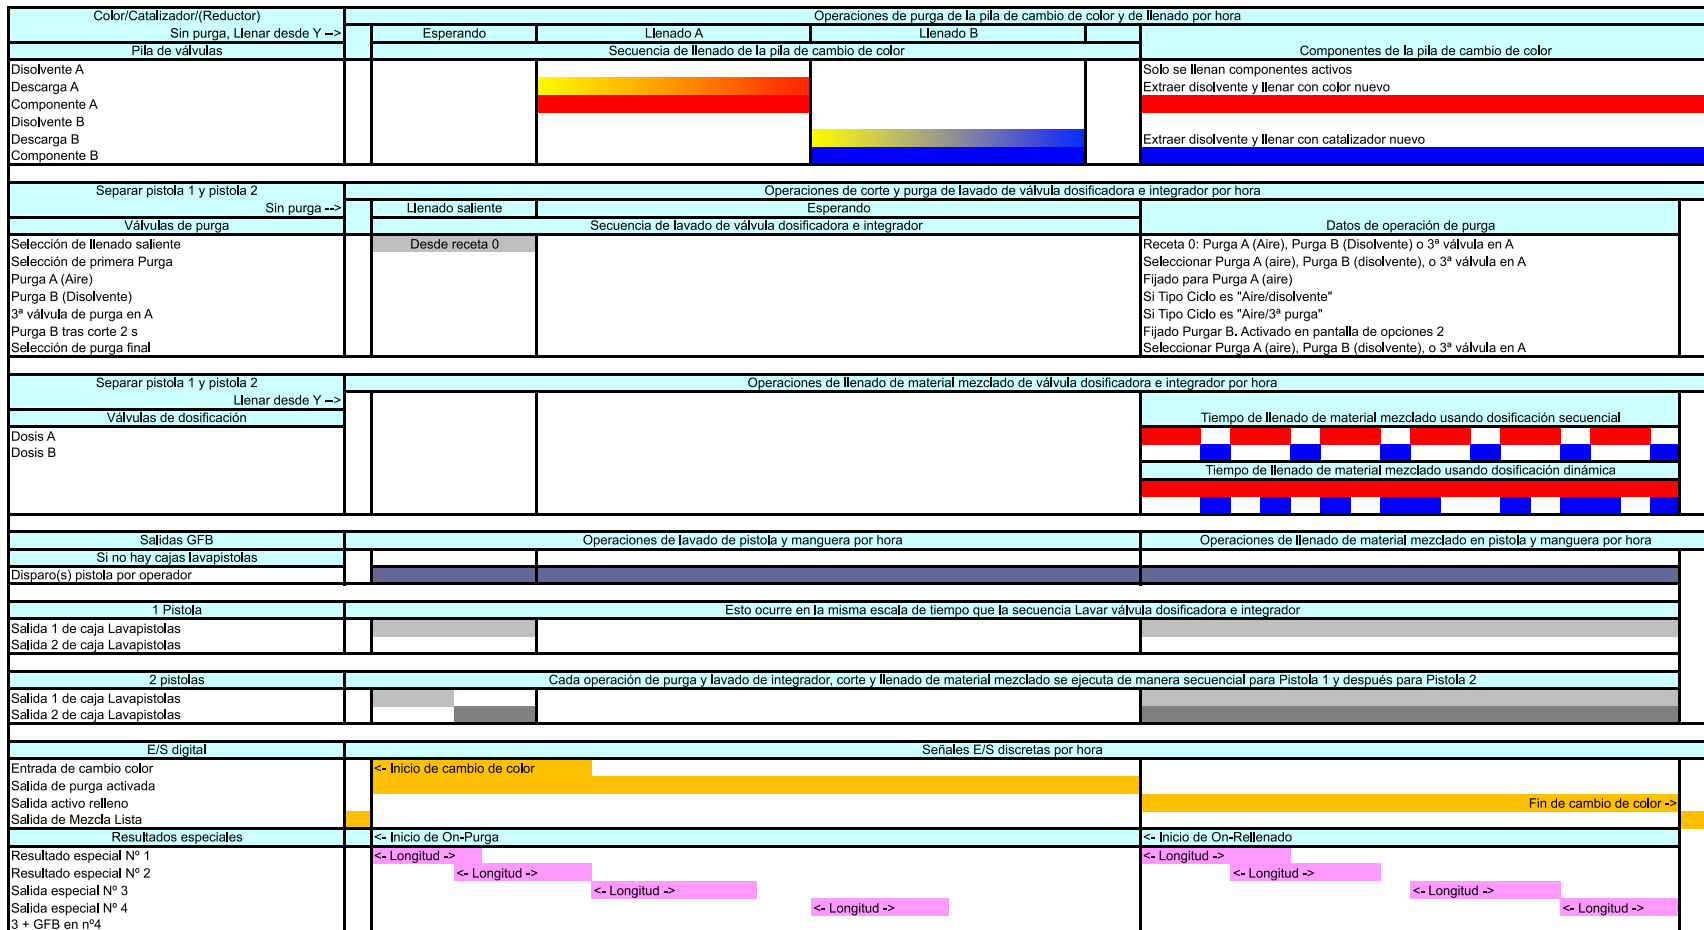 Color/Catalizador/(Reductor)
Operaciones de purga de la pila de cambio de color y de llenado por hora
Sin purga, Llenar desde Y –>
Esperando
Llenado A
Llenado B
Pila de válvulas
Secuencia de llenado de la pila de cambio de color
Componentes de la pila de cambio de color
Disolvente A
Solo se llenan componentes activos
Descarga A
Extraer disolvente y llenar con color nuevo
Componente A
Disolvente B
Descarga B
Extraer disolvente y llenar con catalizador nuevo
Componente B
Separar pistola 1 y pistola 2
Operaciones de corte y purga de lavado de válvula dosificadora e integrador por hora
Sin purga -->
Llenado saliente
Esperando
Válvulas de purga
Secuencia de lavado de válvula dosificadora e integrador
Datos de operación de purga
Selección de llenado saliente
Desde receta 0
Receta 0: Purga A (Aire), Purga B (Disolvente) o 3ª válvula en A
Selección de primera Purga
Seleccionar Purga A (aire), Purga B (disolvente), o 3ª válvula en A
Purga A (Aire)
Fijado para Purga A (aire)
Purga B (Disolvente)
Si Tipo Ciclo es "Aire/disolvente"
3ª válvula de purga en A
Si Tipo Ciclo es "Aire/3ª purga"
Purga B tras corte 2 s
Fijado Purgar B. Activado en pantalla de opciones 2
Selección de purga final
Seleccionar Purga A (aire), Purga B (disolvente), o 3ª válvula en A
Separar pistola 1 y pistola 2
Operaciones de llenado de material mezclado de válvula dosificadora e integrador por hora
Llenar desde Y –>
Válvulas de dosificación
Tiempo de llenado de material mezclado usando dosificación secuencial
Dosis A
Dosis B
Tiempo de llenado de material mezclado usando dosificación dinámica
Salidas GFB
Operaciones de lavado de pistola y manguera por hora
Operaciones de llenado de material mezclado en pistola y manguera por hora
Si no hay cajas lavapistolas
Disparo(s) pistola por operador
1 Pistola
Esto ocurre en la misma escala de tiempo que la secuencia Lavar válvula dosificadora e integrador
Salida 1 de caja Lavapistolas
Salida 2 de caja Lavapistolas
2 pistolas
Cada operación de purga y lavado de integrador, corte y llenado de material mezclado se ejecuta de manera secuencial para Pistola 1 y después para Pistola 2
Salida 1 de caja Lavapistolas
Salida 2 de caja Lavapistolas
E/S digital
Señales E/S discretas por hora
Entrada de cambio color
<- Inicio de cambio de color
Salida de purga activada
Salida activo relleno
Fin de cambio de color ->
Salida de Mezcla Lista
Resultados especiales
<- Inicio de On-Purga
<- Inicio de On-Rellenado
Resultado especial Nº 1
<- Longitud ->
<- Longitud ->
Resultado especial Nº 2
<- Longitud ->
<- Longitud ->
Salida especial Nº 3
<- Longitud ->
<- Longitud ->
Salida especial Nº 4
<- Longitud ->
<- Longitud ->
3 + GFB en nº4